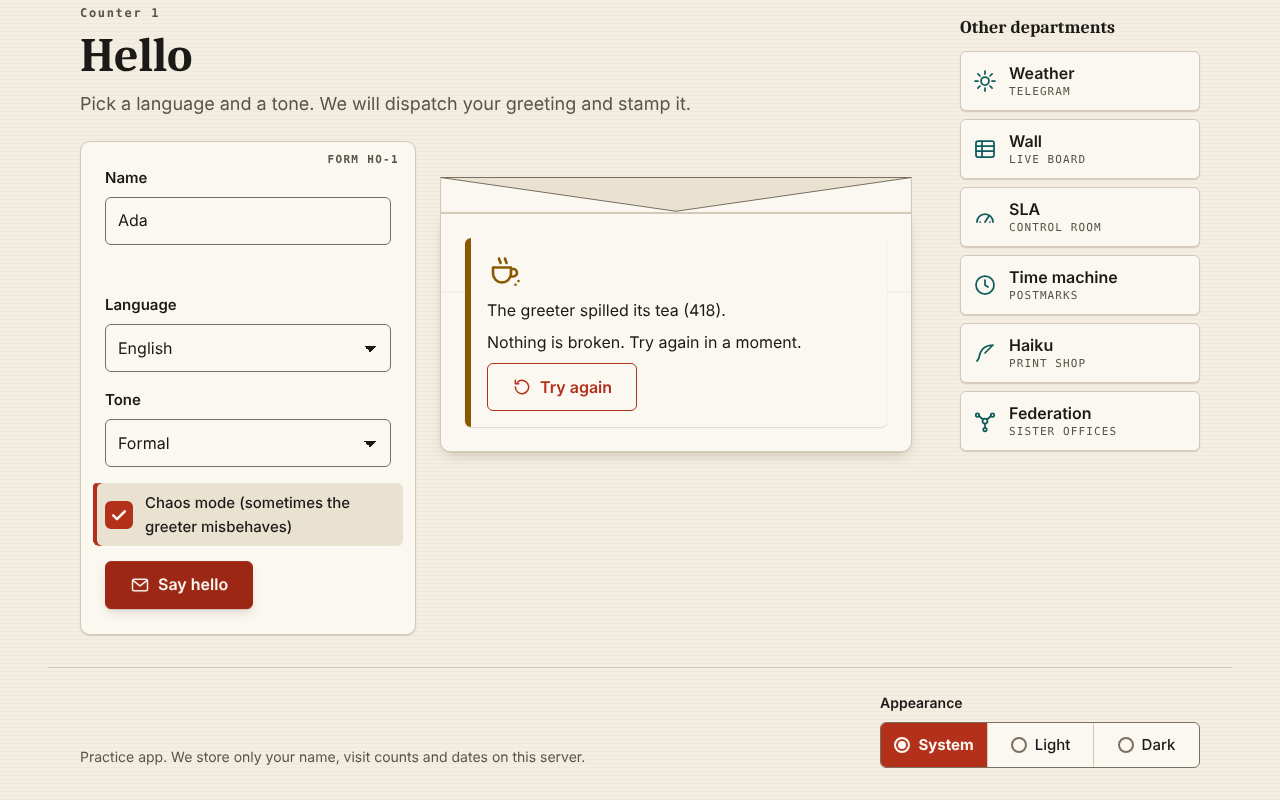 Counter 1
Hello
Pick a language and a tone. We will dispatch your greeting and stamp it.
FORM HO-1
Name
Ada
Language
English
Tone
Formal
Chaos mode (sometimes the
greeter misbehaves)
Say hello
The greeter spilled its tea (418).
Nothing is broken. Try again in a moment.
Try again
Other departments
Weather
TELEGRAM
Wall
LIVE BOARD
SLA
CONTROL ROOM
Time machine
POSTMARKS
Haiku
PRINT SHOP
Federation
SISTER OFFICES
Practice app. We store only your name, visit counts and dates on this server.
Appearance
System
Light
Dark